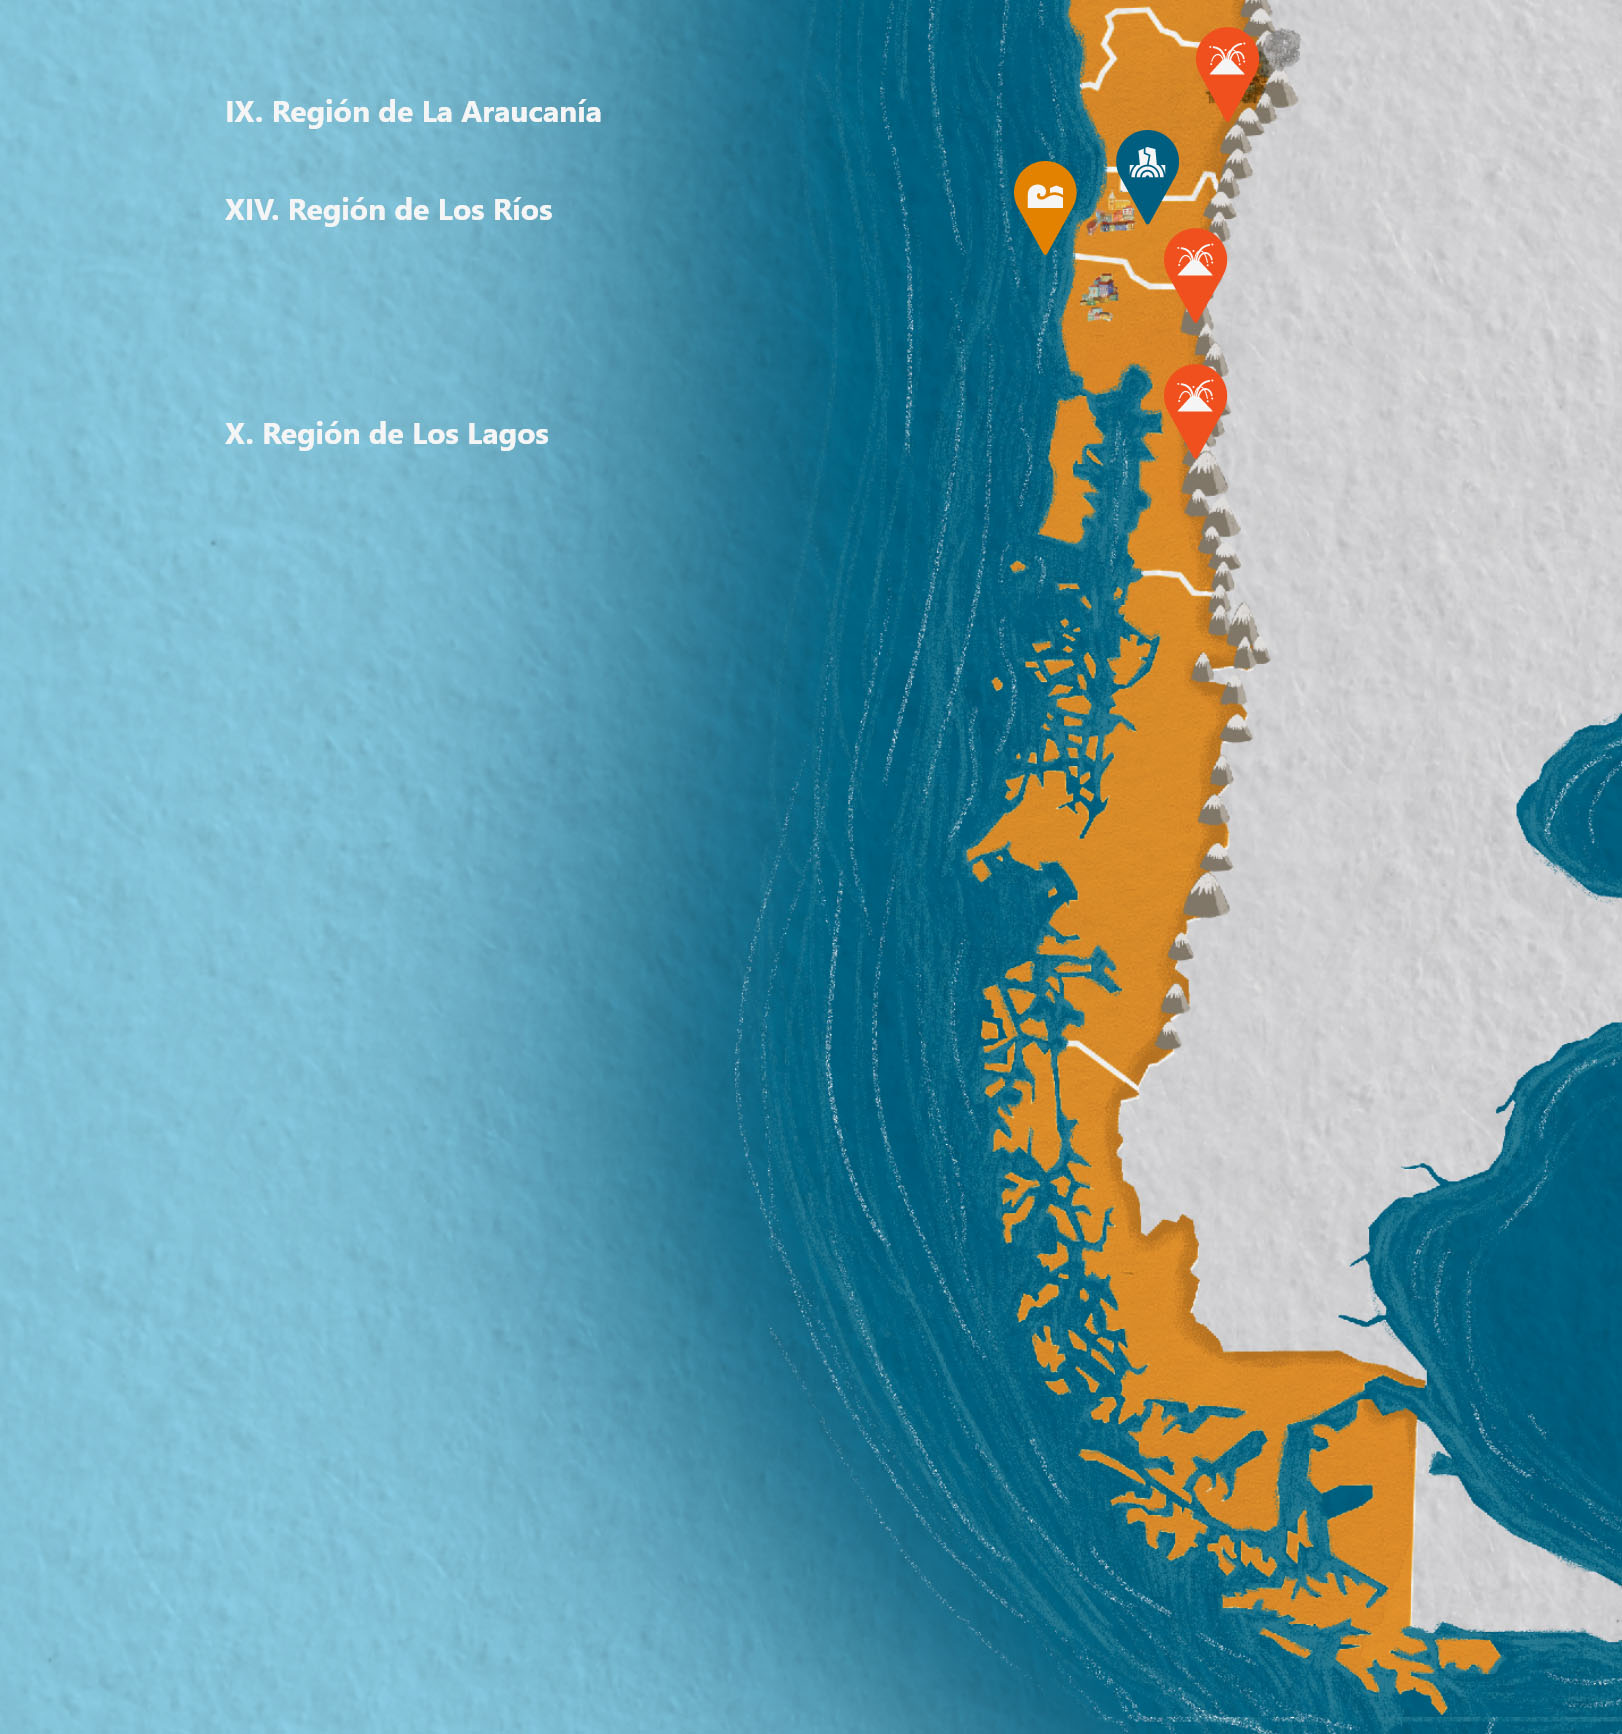 IX. Región de La Araucanía
XIV. Región de Los Ríos
X. Región de Los Lagos